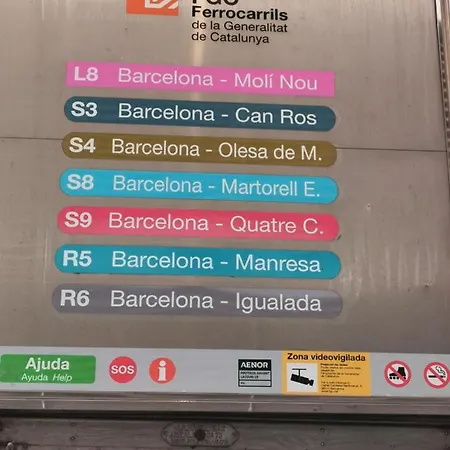 FGC
Ferrocarrils
de la Generalitat
de Catalunya
L8 Barcelona - Molí Nou
S3 Barcelona - Can Ros
S4 Barcelona - Olesa de M.
S8 Barcelona - Martorell E.
S9 Barcelona - Quatre C.
R5 Barcelona - Manresa
R6 Barcelona - Igualada
Ajuda
Ayuda Help
SOS
i
AENOR
Zona videovigilada